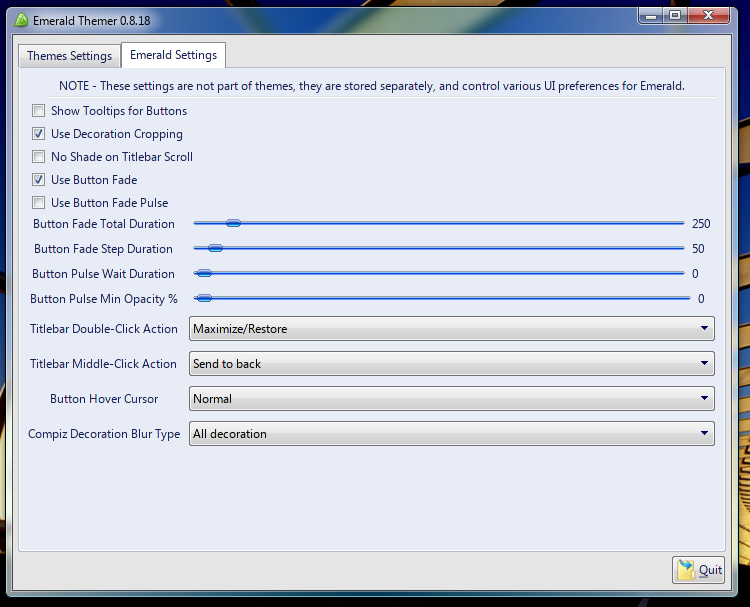 Emerald Themer 0.8.18
Themes Settings Emerald Settings
NOTE - These settings are not part of themes, they are stored separately, and control various UI preferences for Emerald.
Show Tooltips for Buttons
Use Decoration Cropping
No Shade on Titlebar Scroll
Use Button Fade
Use Button Fade Pulse
Button Fade Total Duration 250
Button Fade Step Duration 50
Button Pulse Wait Duration 0
Button Pulse Min Opacity % 0
Titlebar Double-Click Action Maximize/Restore
Titlebar Middle-Click Action Send to back
Button Hover Cursor Normal
Compiz Decoration Blur Type All decoration
Quit